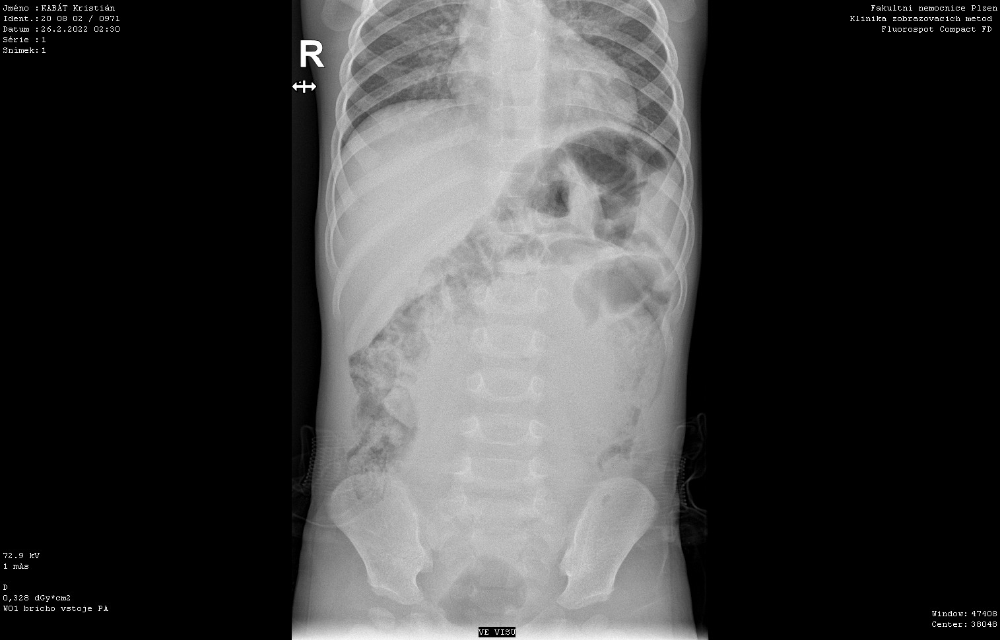 Jméno : KABÁT Kristián
Ident.: 20 08 02 / 0971
Datum : 26.2.2022 02:30
Série : 1
Snímek: 1
Fakultni nemocnice Plzen
Klinika zobrazovacich metod
Fluorospot Compact FD
R
72.9 kV
1 mAs
D
0,328 dGy*cm2
W01 bricho vstoje PA
Window: 47408
Center: 38048
VE VISU